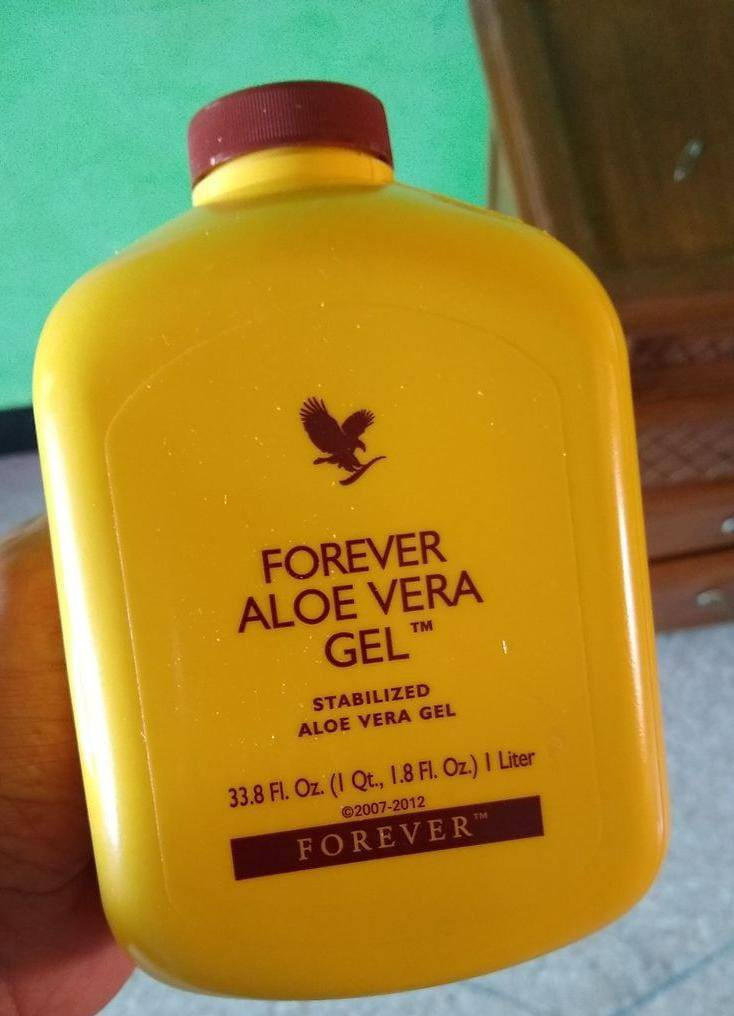 FOREVER
ALOE VERA
GEL™
STABILIZED
ALOE VERA GEL
33.8 Fl. Oz. (1 Qt., 1.8 Fl. Oz.) 1 Liter
©2007-2012
FOREVER™